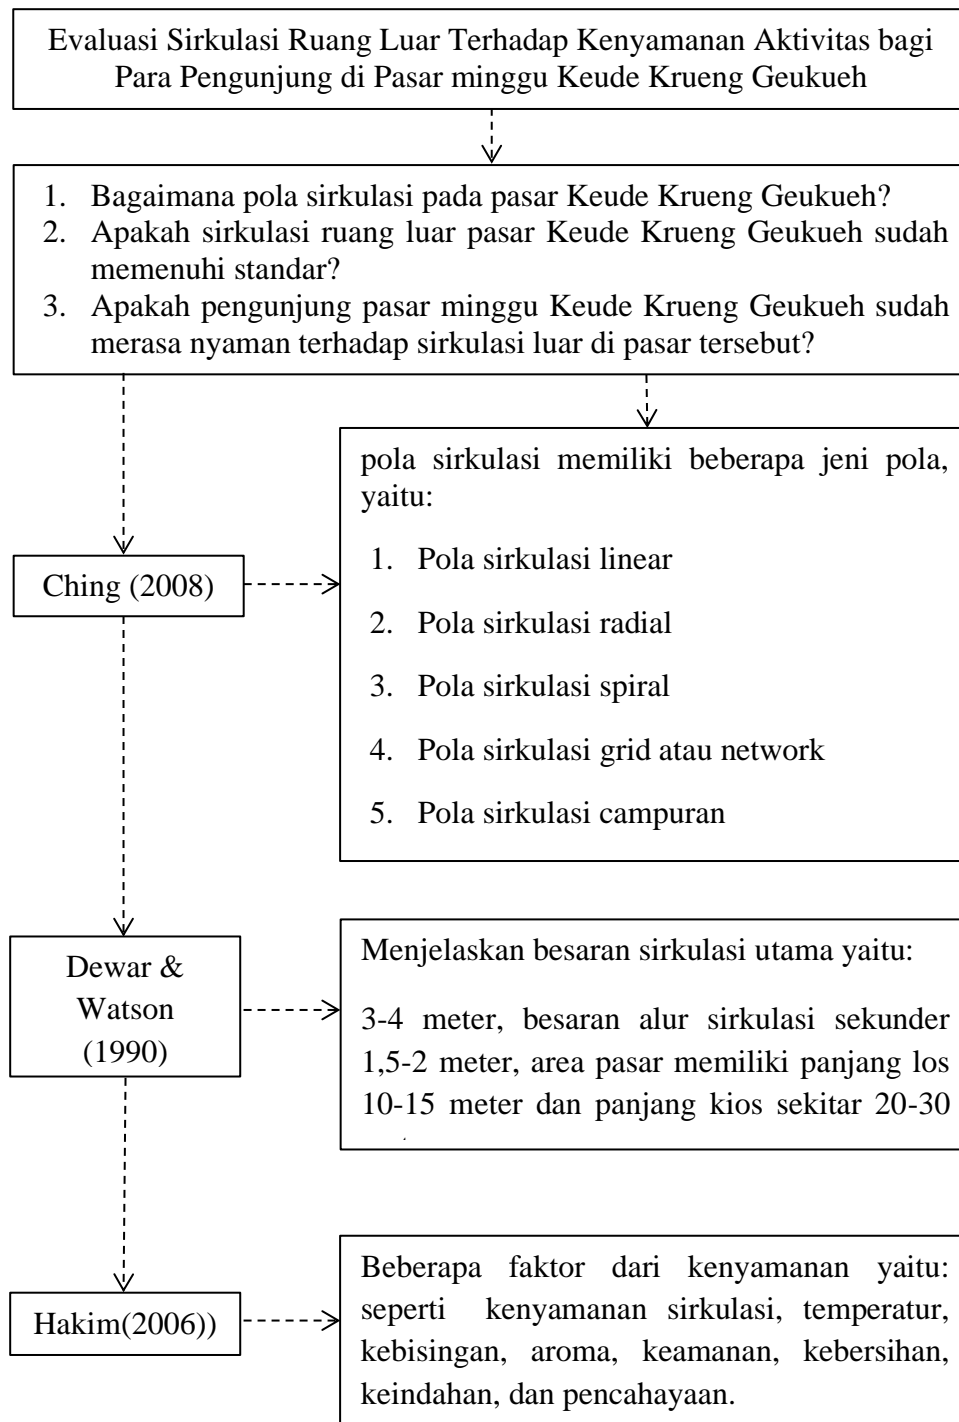 Evaluasi Sirkulasi Ruang Luar Terhadap Kenyamanan Aktivitas bagi
Para Pengunjung di Pasar minggu Keude Krueng Geukueh
1. Bagaimana pola sirkulasi pada pasar Keude Krueng Geukueh?
2. Apakah sirkulasi ruang luar pasar Keude Krueng Geukueh sudah
memenuhi standar?
3. Apakah pengunjung pasar minggu Keude Krueng Geukueh sudah
merasa nyaman terhadap sirkulasi luar di pasar tersebut?
Ching (2008)
pola sirkulasi memiliki beberapa jeni pola,
yaitu:
1. Pola sirkulasi linear
2. Pola sirkulasi radial
3. Pola sirkulasi spiral
4. Pola sirkulasi grid atau network
5. Pola sirkulasi campuran
Dewar &
Watson
(1990)
Menjelaskan besaran sirkulasi utama yaitu:
3-4 meter, besaran alur sirkulasi sekunder
1,5-2 meter, area pasar memiliki panjang los
10-15 meter dan panjang kios sekitar 20-30
Hakim(2006))
Beberapa faktor dari kenyamanan yaitu:
seperti kenyamanan sirkulasi, temperatur,
kebisingan, aroma, keamanan, kebersihan,
keindahan, dan pencahayaan.